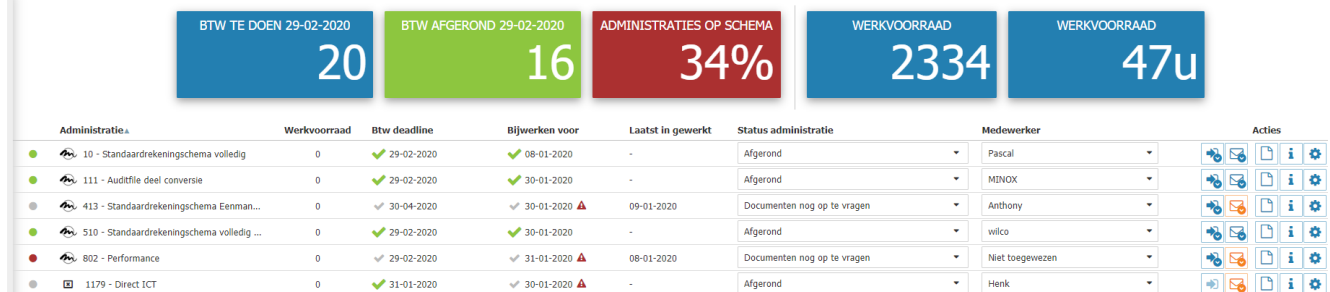 BTW TE DOEN 29-02-2020 BTW AFGEROND 29-02-2020 ADMINISTRATIES OP SCHEMA WERKVOORRAAD WERKVOORRAAD
20 16 34% 2334 47u
Administratie Werkvoorraad Btw deadline Bijwerken voor Laatst in gewerkt Status administratie Medewerker Acties
10 - Standaardrekeningschema volledig 0 29-02-2020 08-01-2020 - Afgerond Pascal
111 - Auditfile deel conversie 0 29-02-2020 30-01-2020 - Afgerond MINOX
413 - Standaardrekeningschema Eenman... 0 30-04-2020 30-01-2020 09-01-2020 Documenten nog op te vragen Anthony
510 - Standaardrekeningschema volledig ... 0 29-02-2020 30-01-2020 - Afgerond wilco
802 - Performance 0 29-02-2020 31-01-2020 08-01-2020 Documenten nog op te vragen Niet toegewezen
1179 - Direct ICT 0 31-01-2020 30-01-2020 - Afgerond Henk